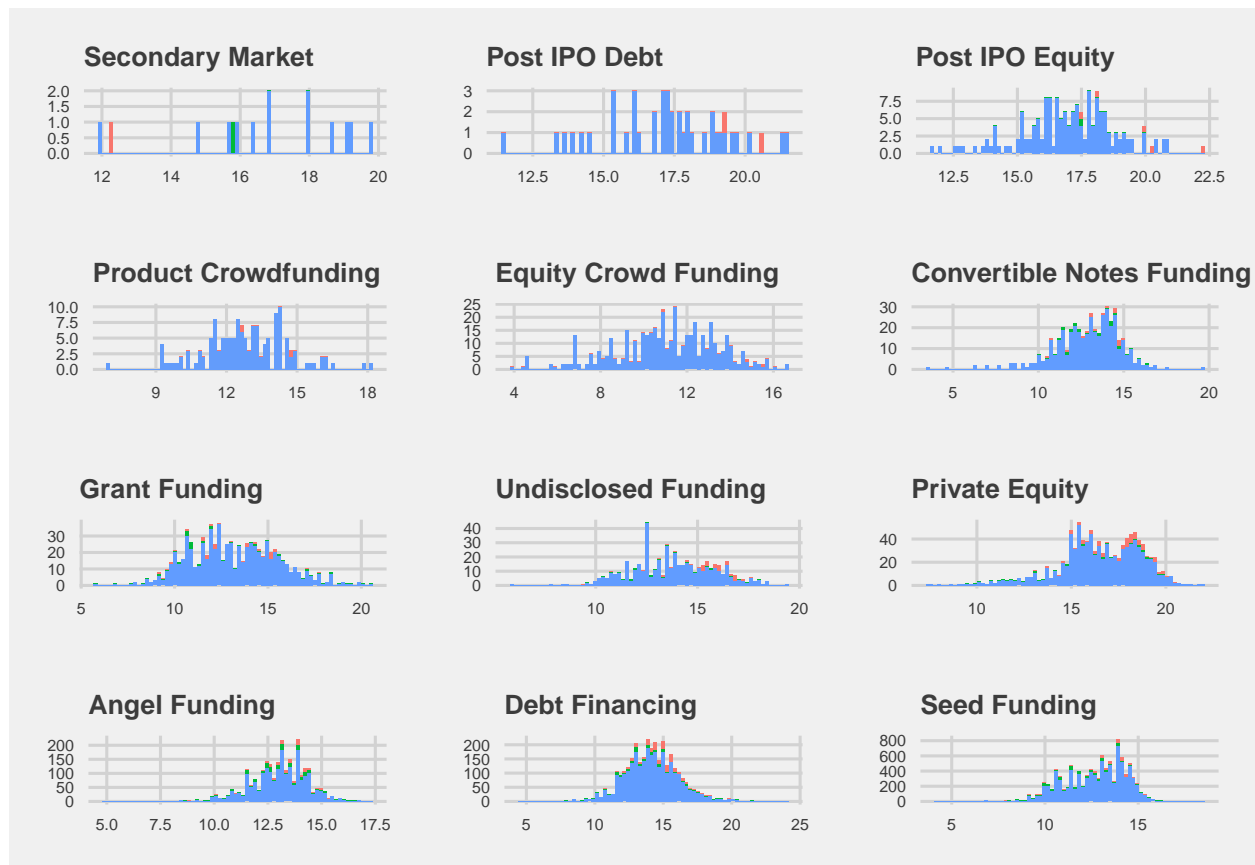 Secondary Market
2.0
1.5
1.0
0.5
0.0
12 14 16 18 20
Post IPO Debt
3
2
1
0
12.5 15.0 17.5 20.0
Post IPO Equity
7.5
5.0
2.5
0.0
12.5 15.0 17.5 20.0 22.5
Product Crowdfunding
10.0
7.5
5.0
2.5
0.0
9 12 15 18
Equity Crowd Funding
25
20
15
10
5
0
4 8 12 16
Convertible Notes Funding
30
20
10
0
5 10 15 20
Grant Funding
30
20
10
0
5 10 15 20
Undisclosed Funding
40
30
20
10
0
10 15 20
Private Equity
40
20
0
10 15 20
Angel Funding
200
150
100
50
0
5.0 7.5 10.0 12.5 15.0 17.5
Debt Financing
200
150
100
50
0
5 10 15 20 25
Seed Funding
800
600
400
200
0
5 10 15